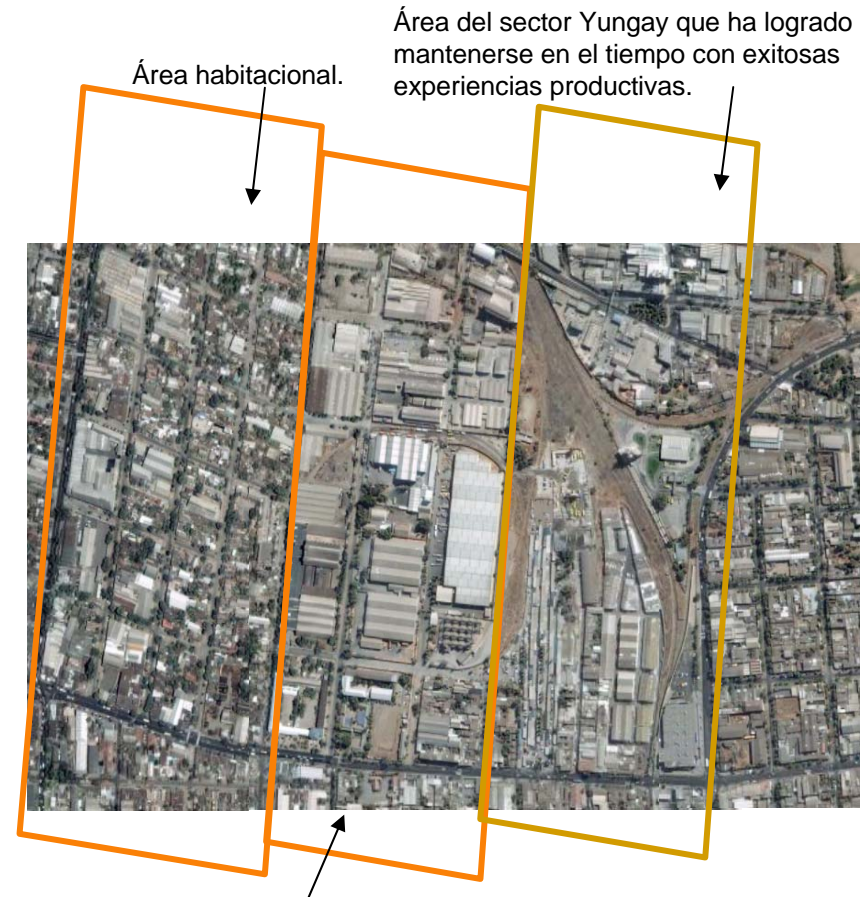 Área del sector Yungay que ha logrado
mantenerse en el tiempo con exitosas
experiencias productivas.
Área habitacional.